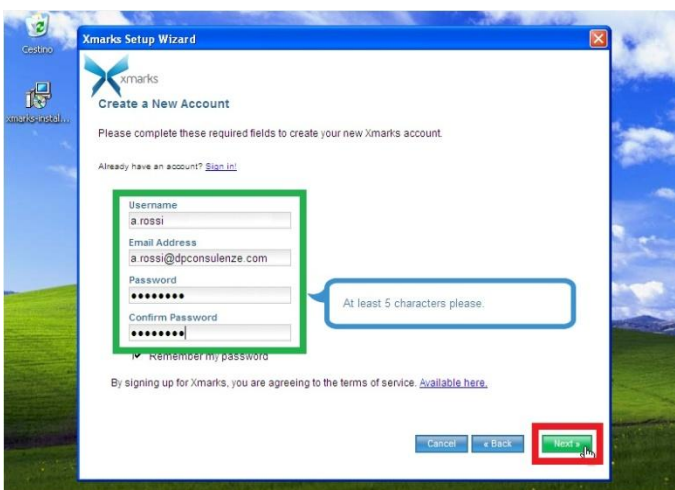 Cestino
xmarks-instal...
Xmarks Setup Wizard
xmarks
Create a New Account
Please complete these required fields to create your new Xmarks account.
Already have an account? Sign in!
Username
a.rossi
Email Address
a.rossi@dpconsulenze.com
Password
At least 5 characters please.
Confirm Password
Remember my password
By signing up for Xmarks, you are agreeing to the terms of service. Available here.
Cancel
« Back
Next »